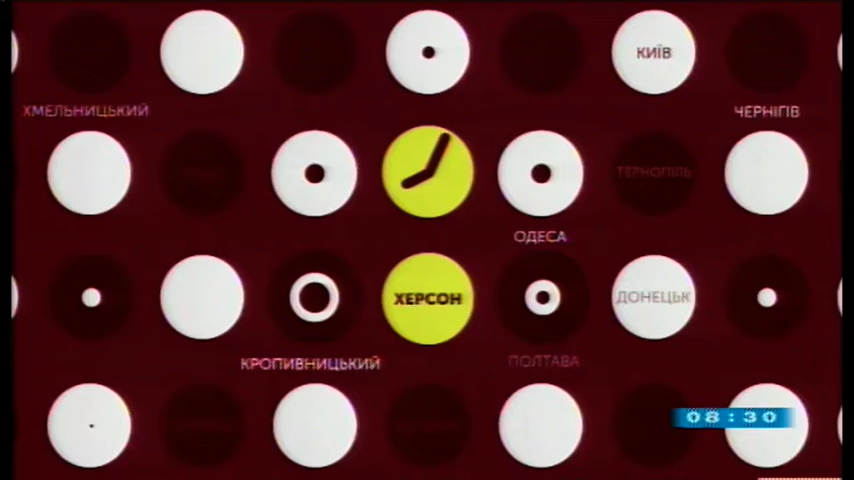 КИЇВ
ХМЕЛЬНИЦЬКИЙ
ЧЕРНІГІВ
ТЕРНОПІЛЬ
ОДЕСА
ХЕРСОН
ДОНЕЦЬК
КРОПИВНИЦЬКИЙ
ПОЛТАВА
08:30